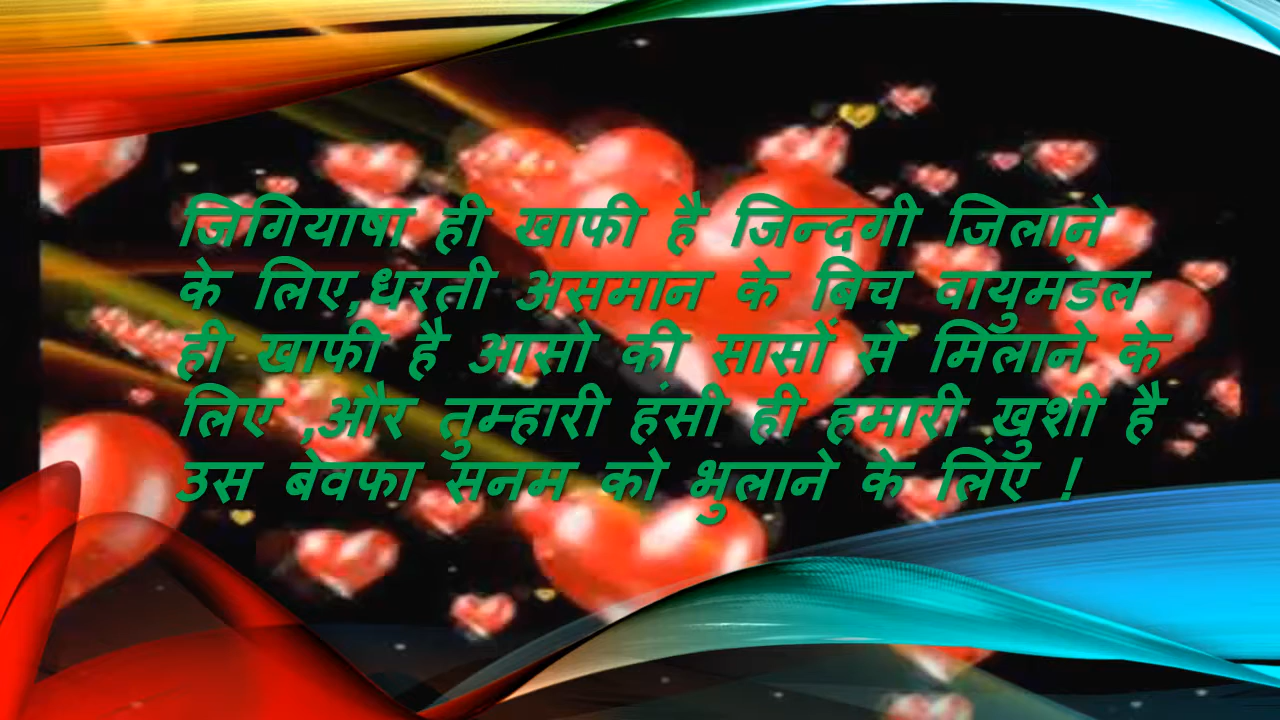 जिगियाषा ही खाफी है जिन्दगी जिलाने
के लिए,धरती असमान के बिच वायुमंडल
ही खाफी है आसो की सासों से मिलाने के
लिए ,और तुम्हारी हंसी ही हमारी ख़ुशी है
उस बेवफा सनम को भुलाने के लिए !